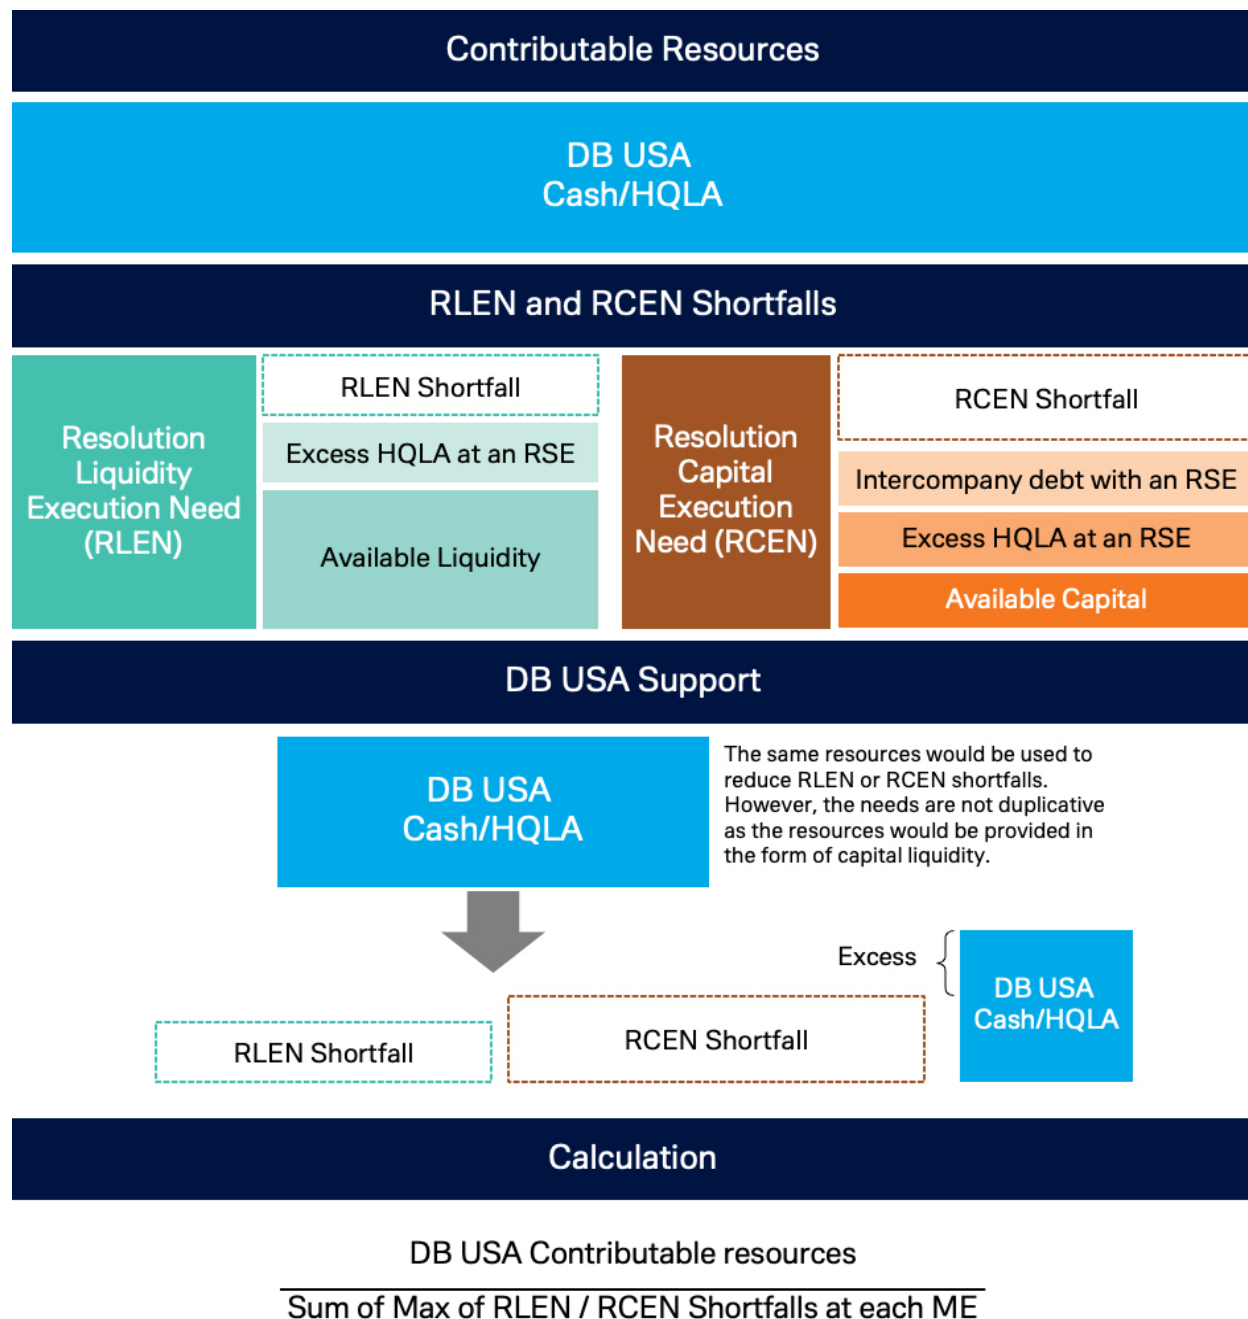 Contributable Resources
DB USA
Cash/HQLA
RLEN and RCEN Shortfalls
Resolution
Liquidity
Execution Need
(RLEN)
RLEN Shortfall
Excess HQLA at an RSE
Available Liquidity
Resolution
Capital
Execution
Need (RCEN)
RCEN Shortfall
Intercompany debt with an RSE
Excess HQLA at an RSE
Available Capital
DB USA Support
DB USA
Cash/HQLA
The same resources would be used to
reduce RLEN or RCEN shortfalls.
However, the needs are not duplicative
as the resources would be provided in
the form of capital liquidity.
Excess
DB USA
Cash/HQLA
RLEN Shortfall
RCEN Shortfall
Calculation
DB USA Contributable resources
Sum of Max of RLEN / RCEN Shortfalls at each ME